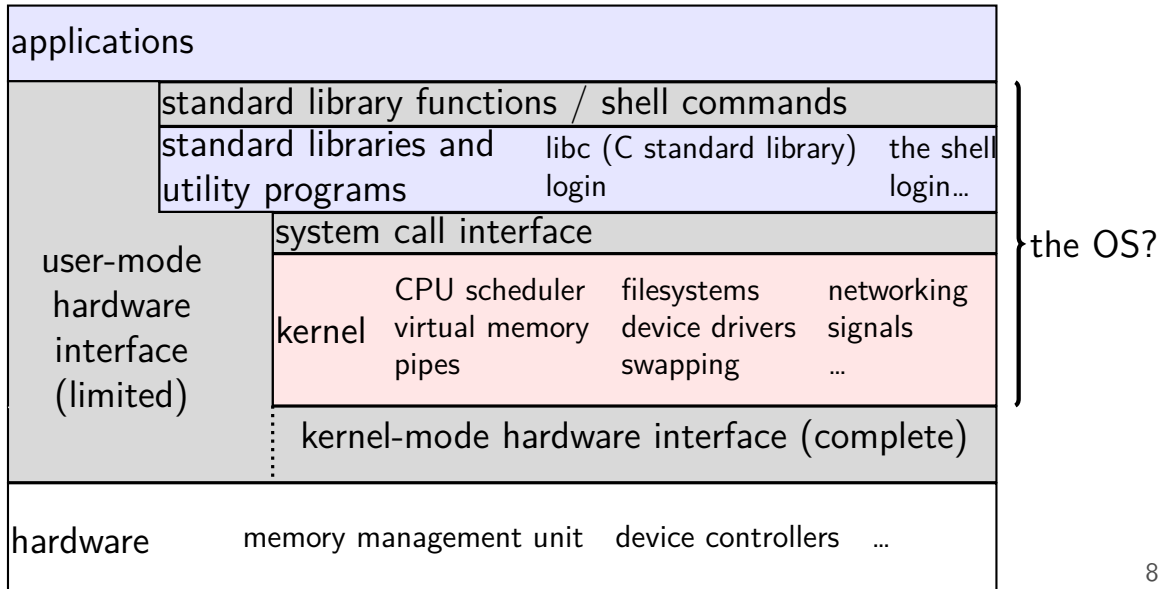 applications
standard library functions / shell commands
standard libraries and
utility programs
libc (C standard library)
login
the shell
login…
system call interface
user-mode
hardware
interface
(limited)
kernel
CPU scheduler
virtual memory
pipes
filesystems
device drivers
swapping
networking
signals
…
the OS?
kernel-mode hardware interface (complete)
hardware
memory management unit
device controllers
…
8